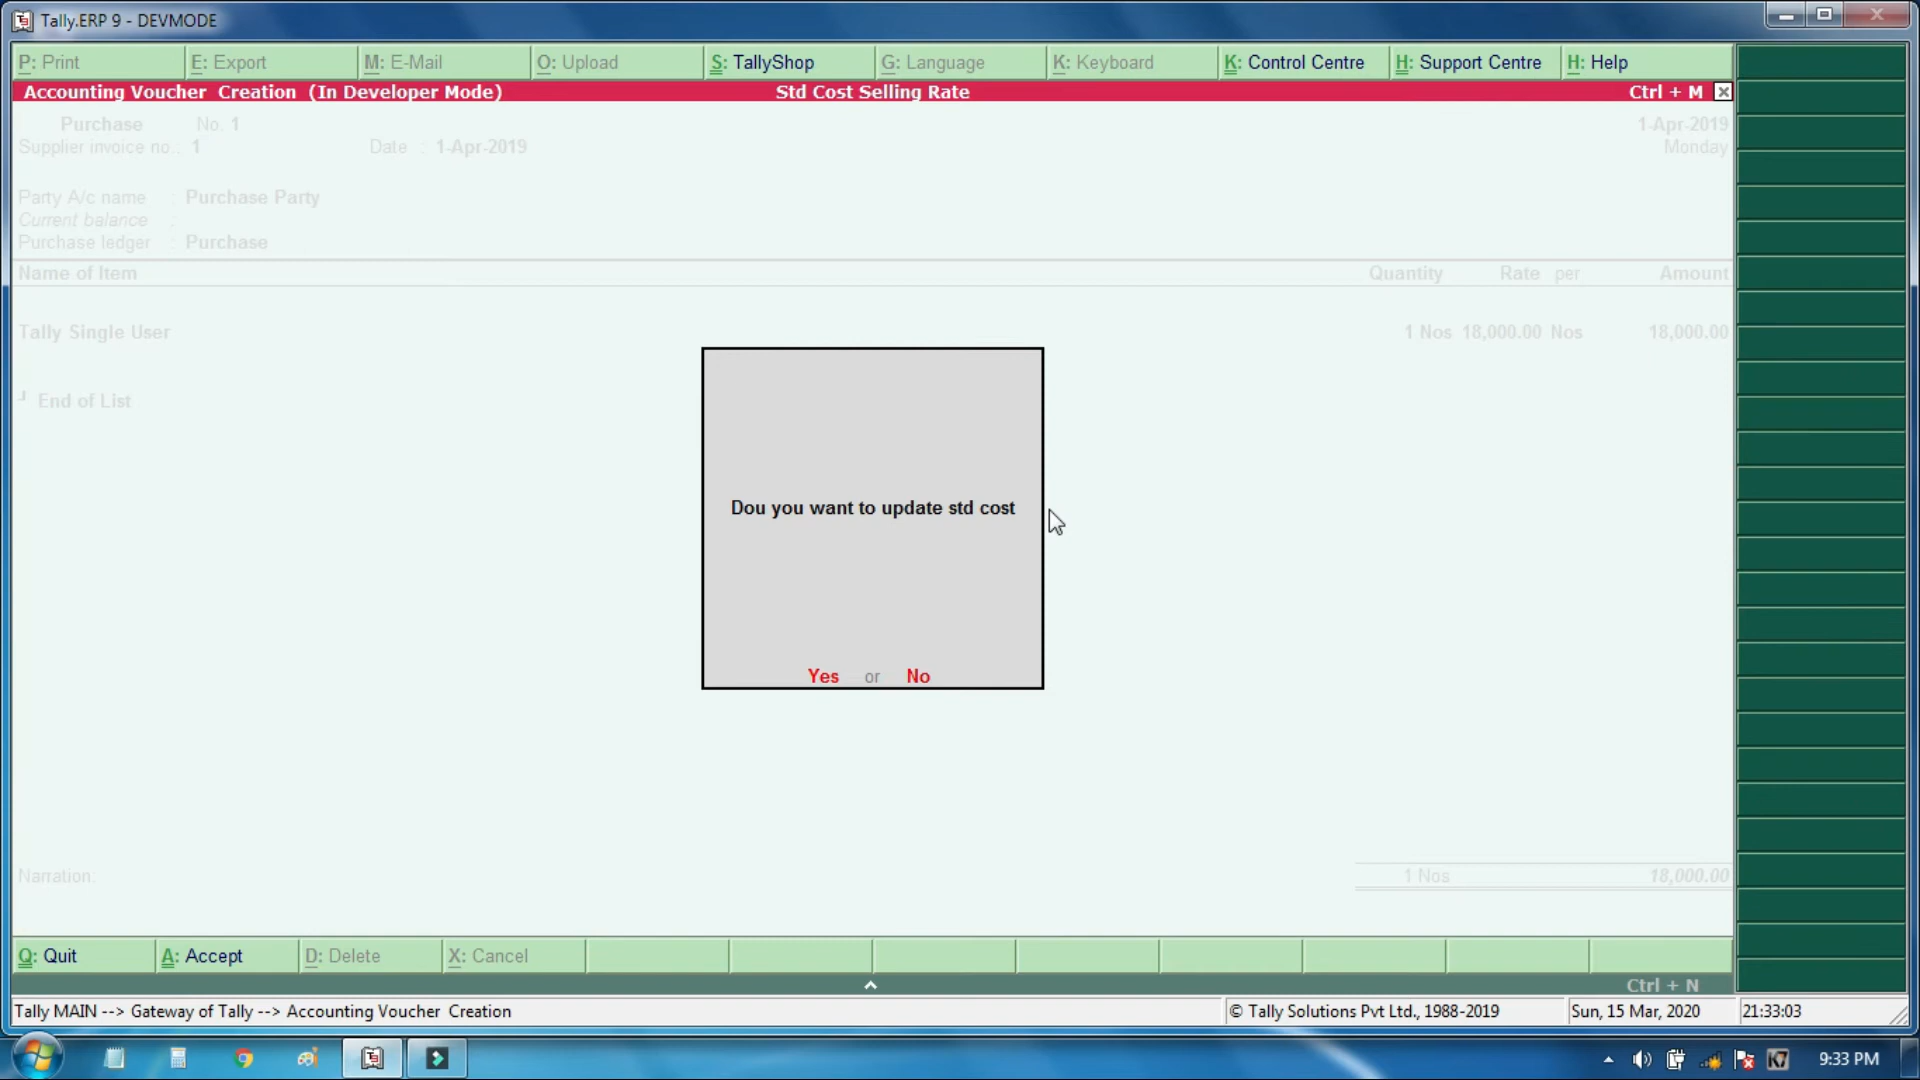 Tally.ERP 9 - DEVMODE
P: Print E: Export M: E-Mail O: Upload S: TallyShop G: Language K: Keyboard K: Control Centre H: Support Centre H: Help
Accounting Voucher Creation (In Developer Mode) Std Cost Selling Rate Ctrl + M
Purchase No. 1 1-Apr-2019
Supplier invoice no.: 1 Date : 1-Apr-2019 Monday
Party A/c name : Purchase Party
Current balance :
Purchase ledger : Purchase
Name of Item Quantity Rate per Amount
Tally Single User 1 Nos 18,000.00 Nos 18,000.00
End of List
Dou you want to update std cost
Yes or No
Narration: 1 Nos 18,000.00
Q: Quit A: Accept D: Delete X: Cancel
Ctrl + N
Tally MAIN --> Gateway of Tally --> Accounting Voucher Creation © Tally Solutions Pvt Ltd., 1988-2019 Sun, 15 Mar, 2020 21:33:03
K7 9:33 PM